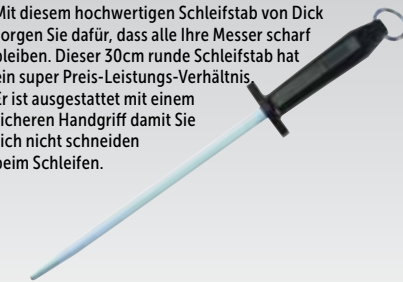 Mit diesem hochwertigen Schleifstab von Dick
orgen Sie dafür, dass alle Ihre Messer scharf
bleiben. Dieser 30cm runde Schleifstab hat
ein super Preis-Leistungs-Verhältnis.
Er ist ausgestattet mit einem
icheren Handgriff damit Sie
ich nicht schneiden
beim Schleifen.